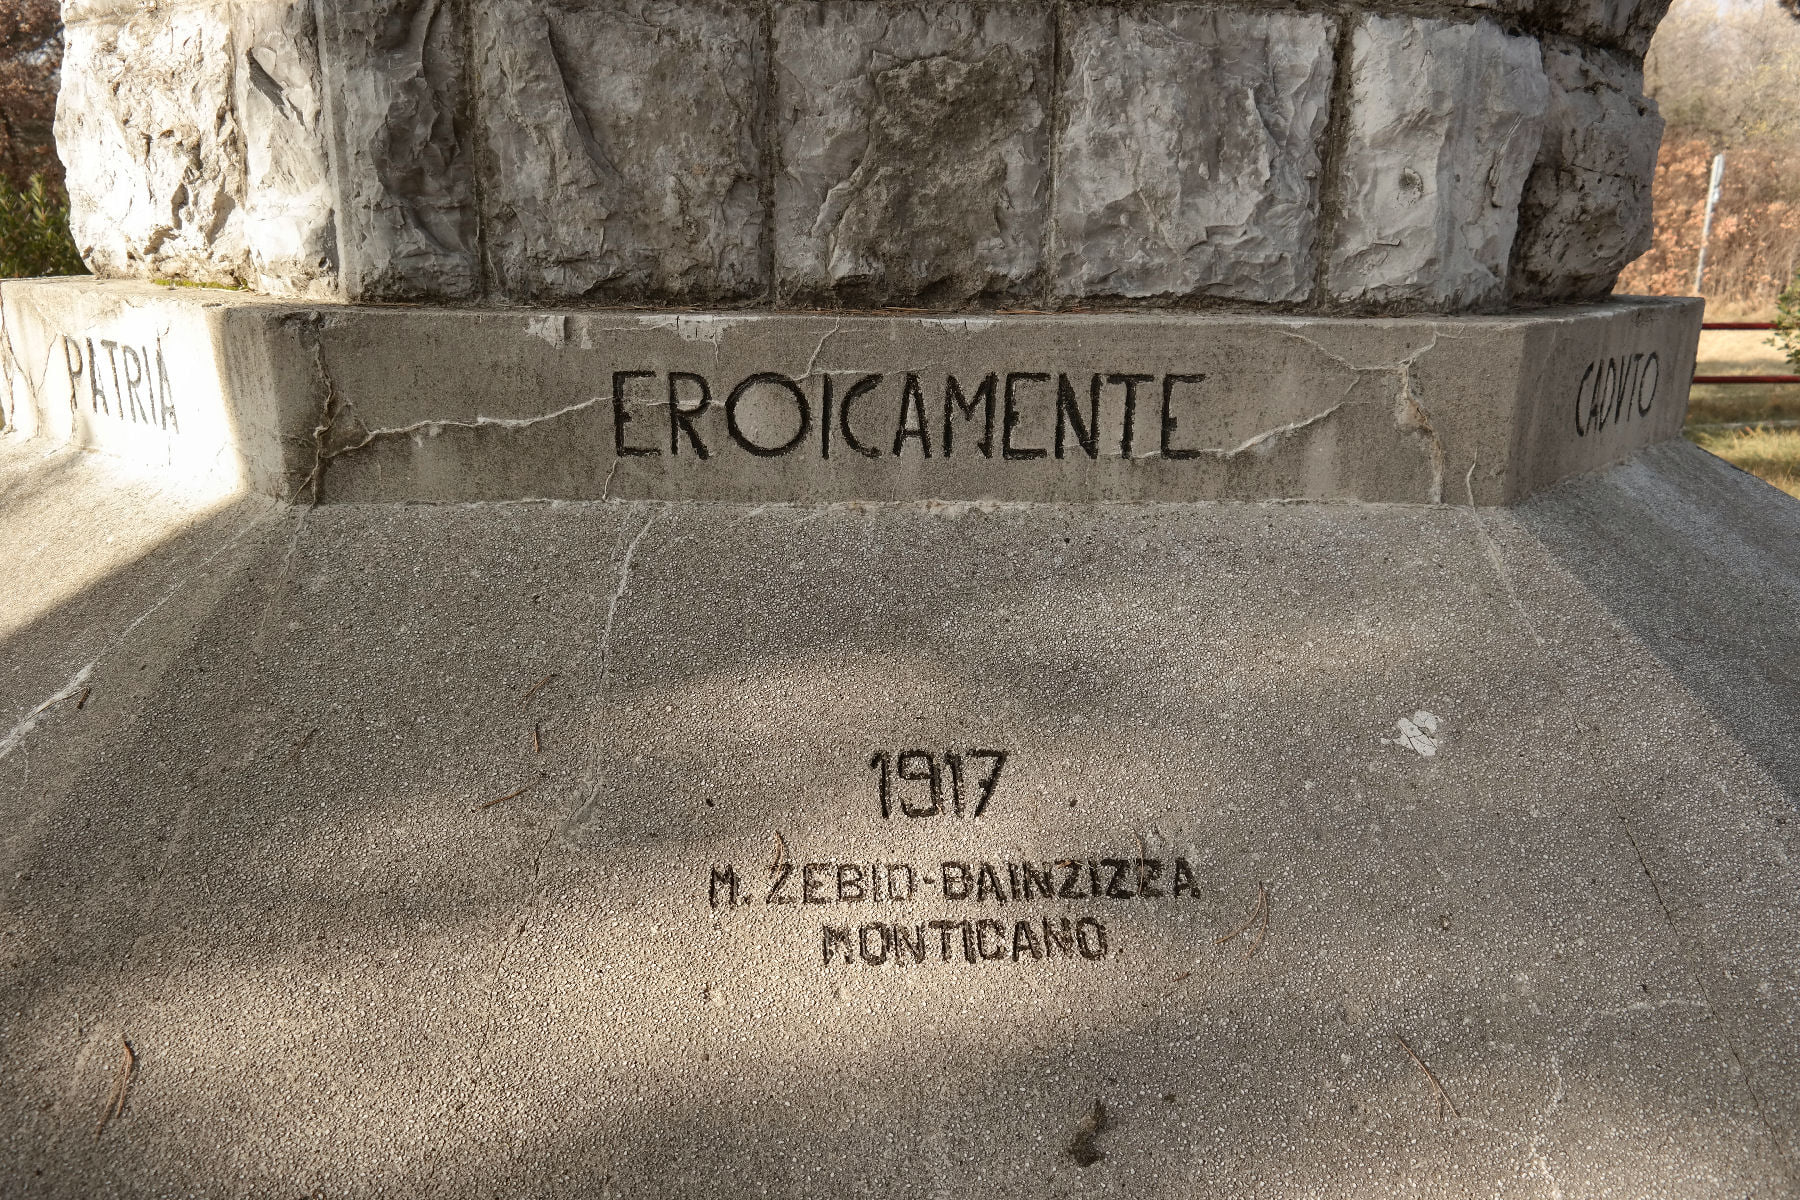 PATRIA
EROICAMENTE
CADVTO
1917
M. ZEBIO-BAINZIZZA
MONTICANO